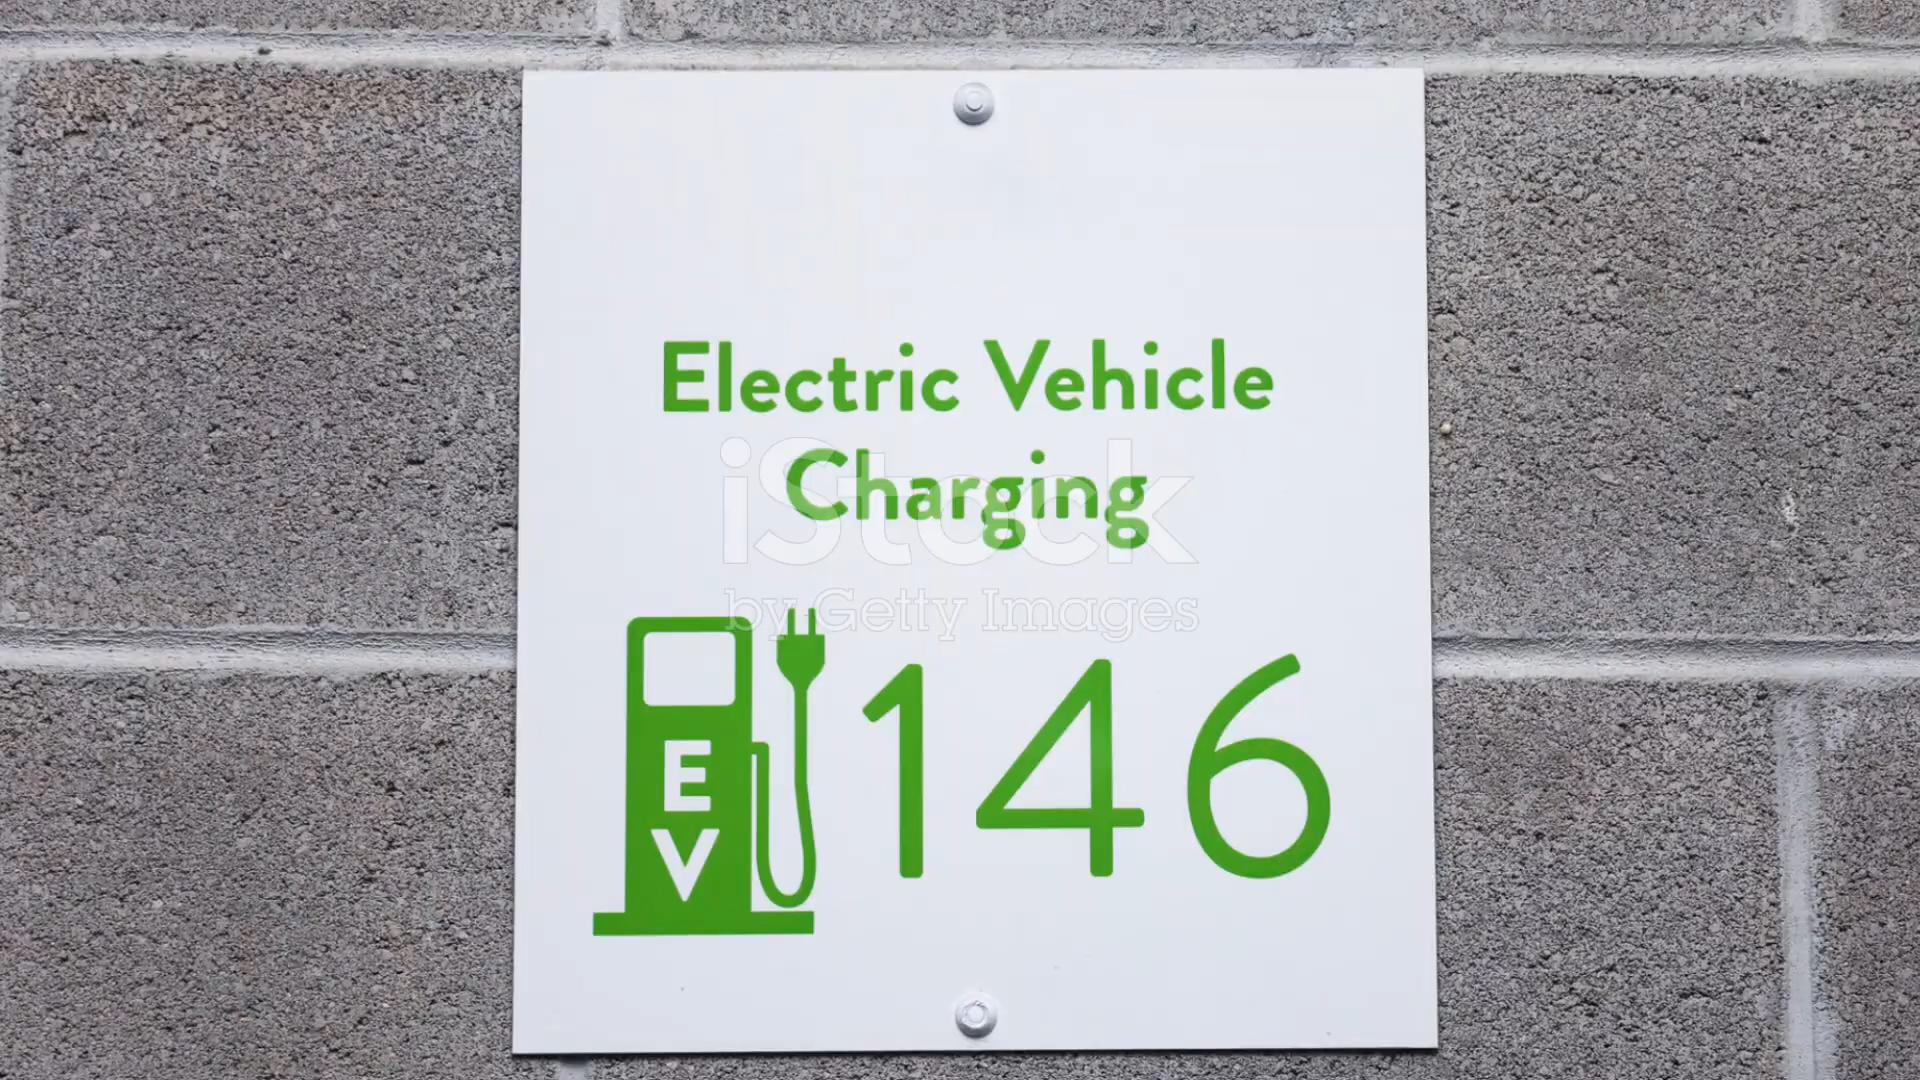 Electric Vehicle
Charging
iStock
by Getty Images
EV
146